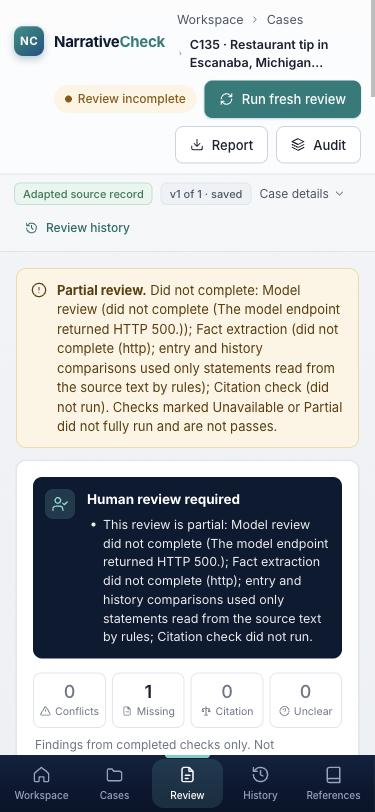 Workspace > Cases
NC NarrativeCheck
> C135 · Restaurant tip in
Escanaba, Michigan...
Review incomplete
Run fresh review
Report
Audit
Adapted source record
v1 of 1 · saved
Case details
Review history
Partial review. Did not complete: Model
review (did not complete (The model endpoint
returned HTTP 500.)); Fact extraction (did not
complete (http); entry and history
comparisons used only statements read from
the source text by rules); Citation check (did
not run). Checks marked Unavailable or Partial
did not fully run and are not passes.
Human review required
• This review is partial: Model review
did not complete (The model endpoint
returned HTTP 500.); Fact extraction
did not complete (http); entry and
history comparisons used only
statements read from the source text
by rules; Citation check did not run.
0 1 0 0
Conflicts Missing Citation Unclear
Findings from completed checks only. Not
Workspace Cases Review History References